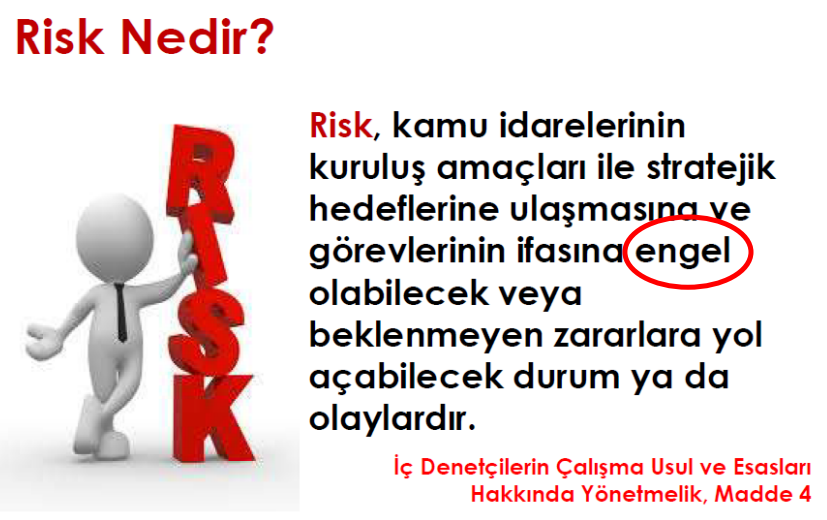 Risk Nedir?
RISK
Risk, kamu idarelerinin
kuruluş amaçları ile stratejik
hedeflerine ulaşmasına ve
görevlerinin ifasına engel
olabilecek veya
beklenmeyen zararlara yol
açabilecek durum ya da
olaylardır.
İç Denetçilerin Çalışma Usul ve Esasları
Hakkında Yönetmelik, Madde 4